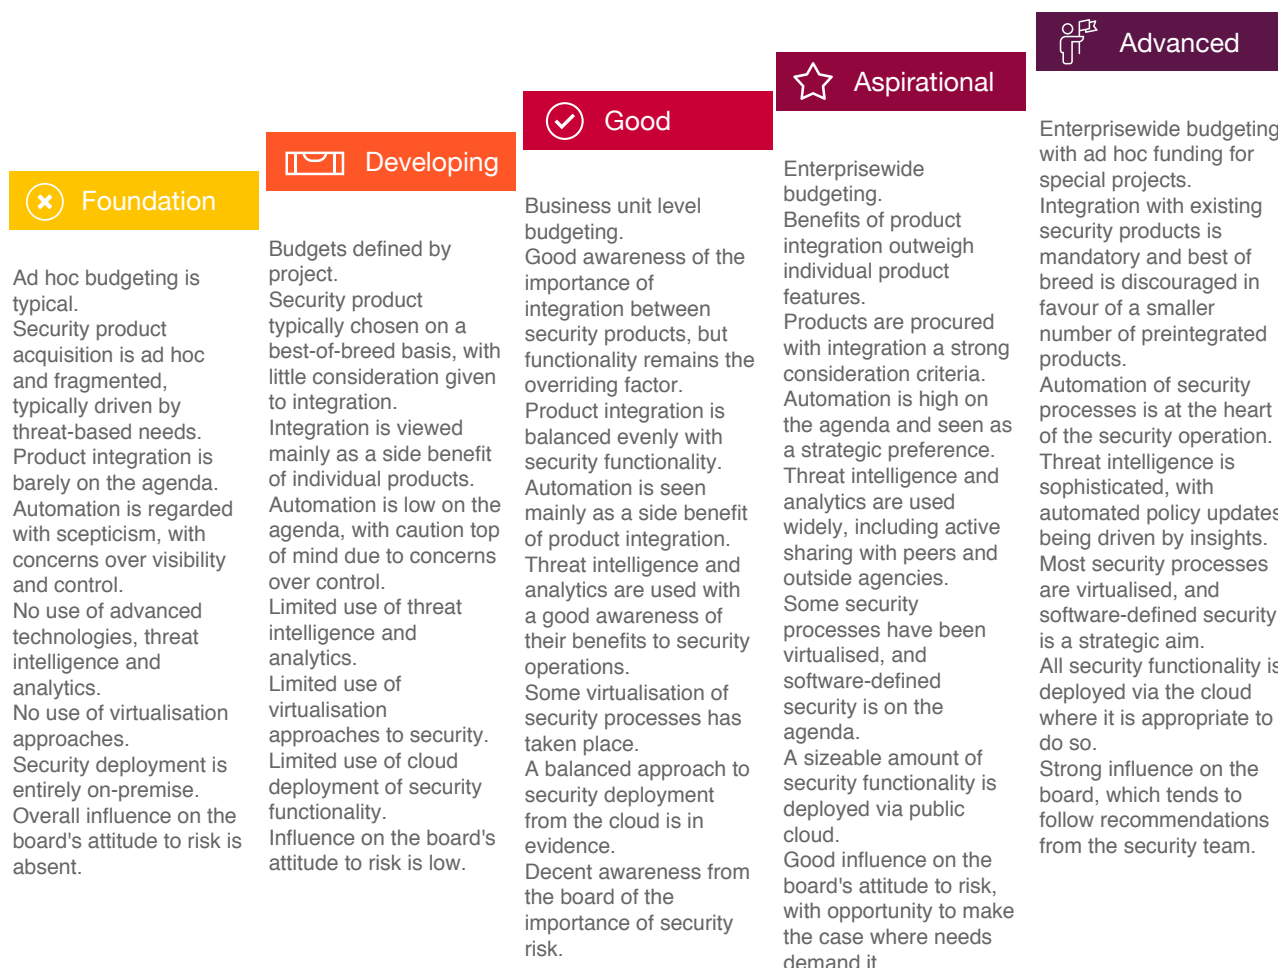 Foundation
Ad hoc budgeting is
typical.
Security product
acquisition is ad hoc
and fragmented,
typically driven by
threat-based needs.
Product integration is
barely on the agenda.
Automation is regarded
with scepticism, with
concerns over visibility
and control.
No use of advanced
technologies, threat
intelligence and
analytics.
No use of virtualisation
approaches.
Security deployment is
entirely on-premise.
Overall influence on the
board's attitude to risk is
absent.
Developing
Budgets defined by
project.
Security product
typically chosen on a
best-of-breed basis, with
little consideration given
to integration.
Integration is viewed
mainly as a side benefit
of individual products.
Automation is low on the
agenda, with caution top
of mind due to concerns
over control.
Limited use of threat
intelligence and
analytics.
Limited use of
virtualisation
approaches to security.
Limited use of cloud
deployment of security
functionality.
Influence on the board's
attitude to risk is low.
Good
Business unit level
budgeting.
Good awareness of the
importance of
integration between
security products, but
functionality remains the
overriding factor.
Product integration is
balanced evenly with
security functionality.
Automation is seen
mainly as a side benefit
of product integration.
Threat intelligence and
analytics are used with
a good awareness of
their benefits to security
operations.
Some virtualisation of
security processes has
taken place.
A balanced approach to
security deployment
from the cloud is in
evidence.
Decent awareness from
the board of the
importance of security
risk.
Aspirational
Enterprisewide
budgeting.
Benefits of product
integration outweigh
individual product
features.
Products are procured
with integration a strong
consideration criteria.
Automation is high on
the agenda and seen as
a strategic preference.
Threat intelligence and
analytics are used
widely, including active
sharing with peers and
outside agencies.
Some security
processes have been
virtualised, and
software-defined
security is on the
agenda.
A sizeable amount of
security functionality is
deployed via public
cloud.
Good influence on the
board's attitude to risk,
with opportunity to make
the case where needs
demand it
Advanced
Enterprisewide budgeting
with ad hoc funding for
special projects.
Integration with existing
security products is
mandatory and best of
breed is discouraged in
favour of a smaller
number of preintegrated
products.
Automation of security
processes is at the heart
of the security operation.
Threat intelligence is
sophisticated, with
automated policy updates
being driven by insights.
Most security processes
are virtualised, and
software-defined security
is a strategic aim.
All security functionality is
deployed via the cloud
where it is appropriate to
do so.
Strong influence on the
board, which tends to
follow recommendations
from the security team.